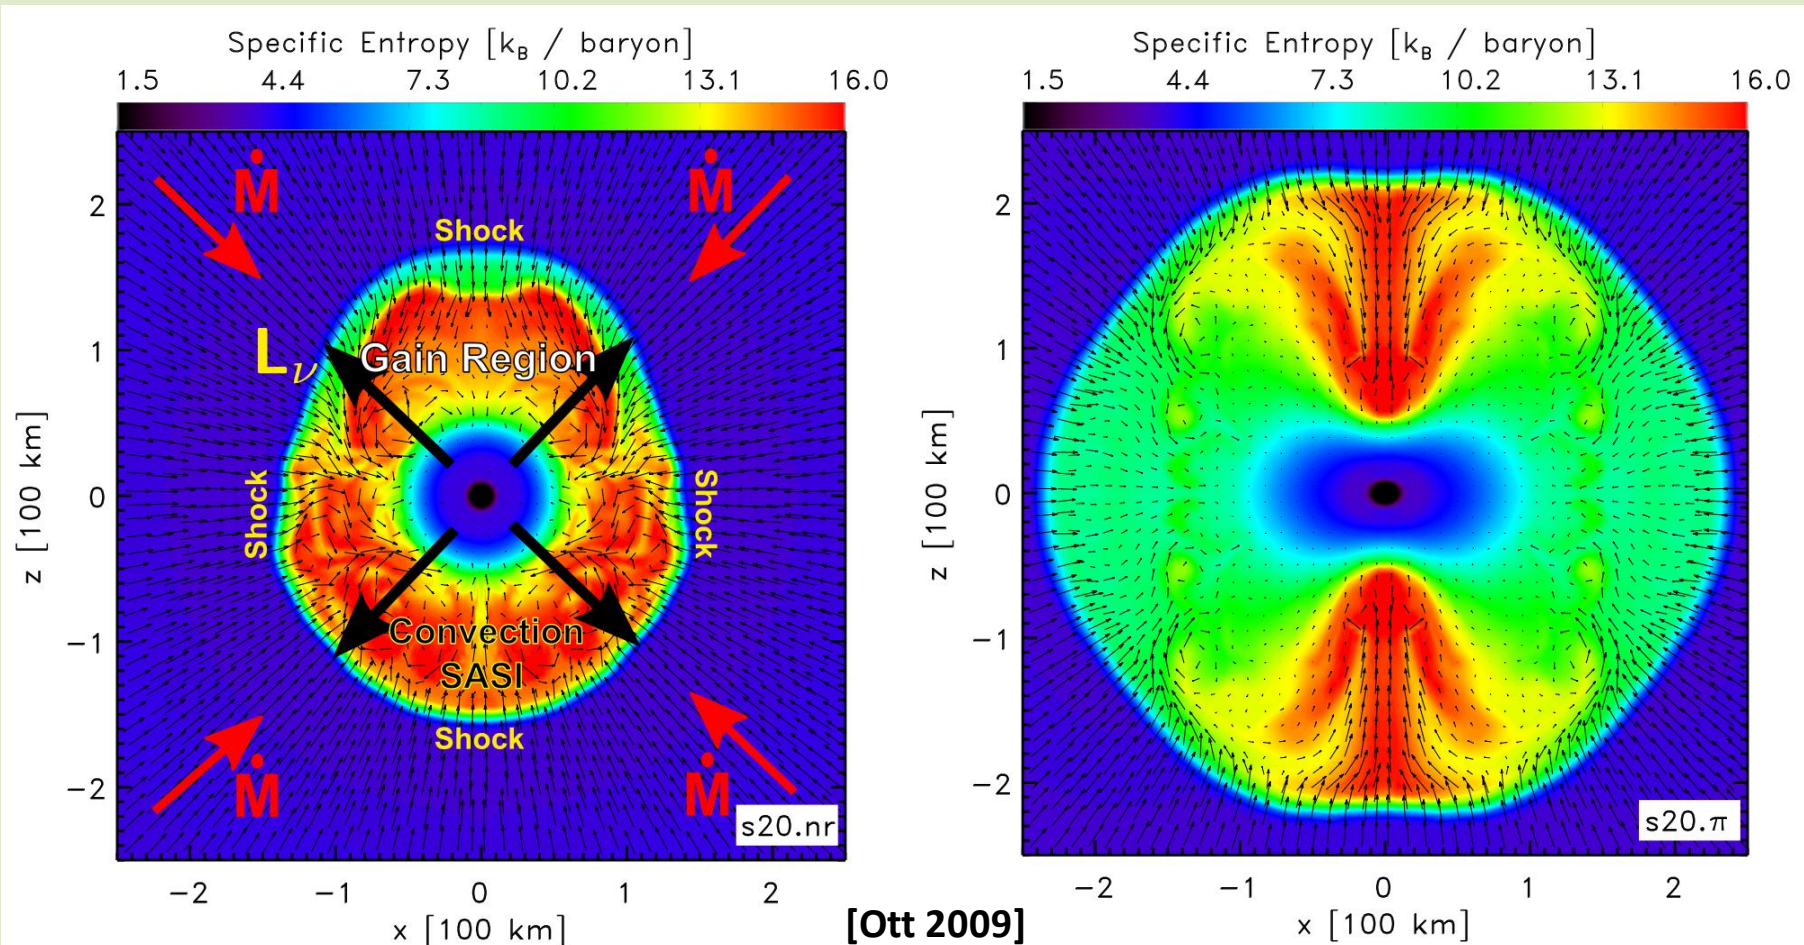 Specific Entropy [k_B / baryon]
1.5 4.4 7.3 10.2 13.1 16.0
Ṁ Ṁ
Shock
L_ν
Gain Region
Shock
Shock
Convection
SASI
Shock
Ṁ Ṁ
s20.nr
2
1
0
−1
−2
z [100 km]
−2 −1 0 1 2
x [100 km]
Specific Entropy [k_B / baryon]
1.5 4.4 7.3 10.2 13.1 16.0
s20.π
2
1
0
−1
−2
z [100 km]
−2 −1 0 1 2
x [100 km]
[Ott 2009]